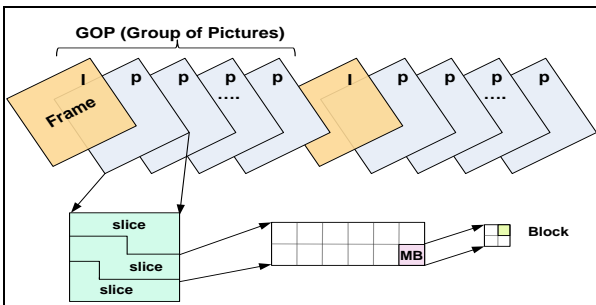 GOP (Group of Pictures)
I p p p p I p p p p
.... ....
Frame
slice
slice
slice
MB
Block